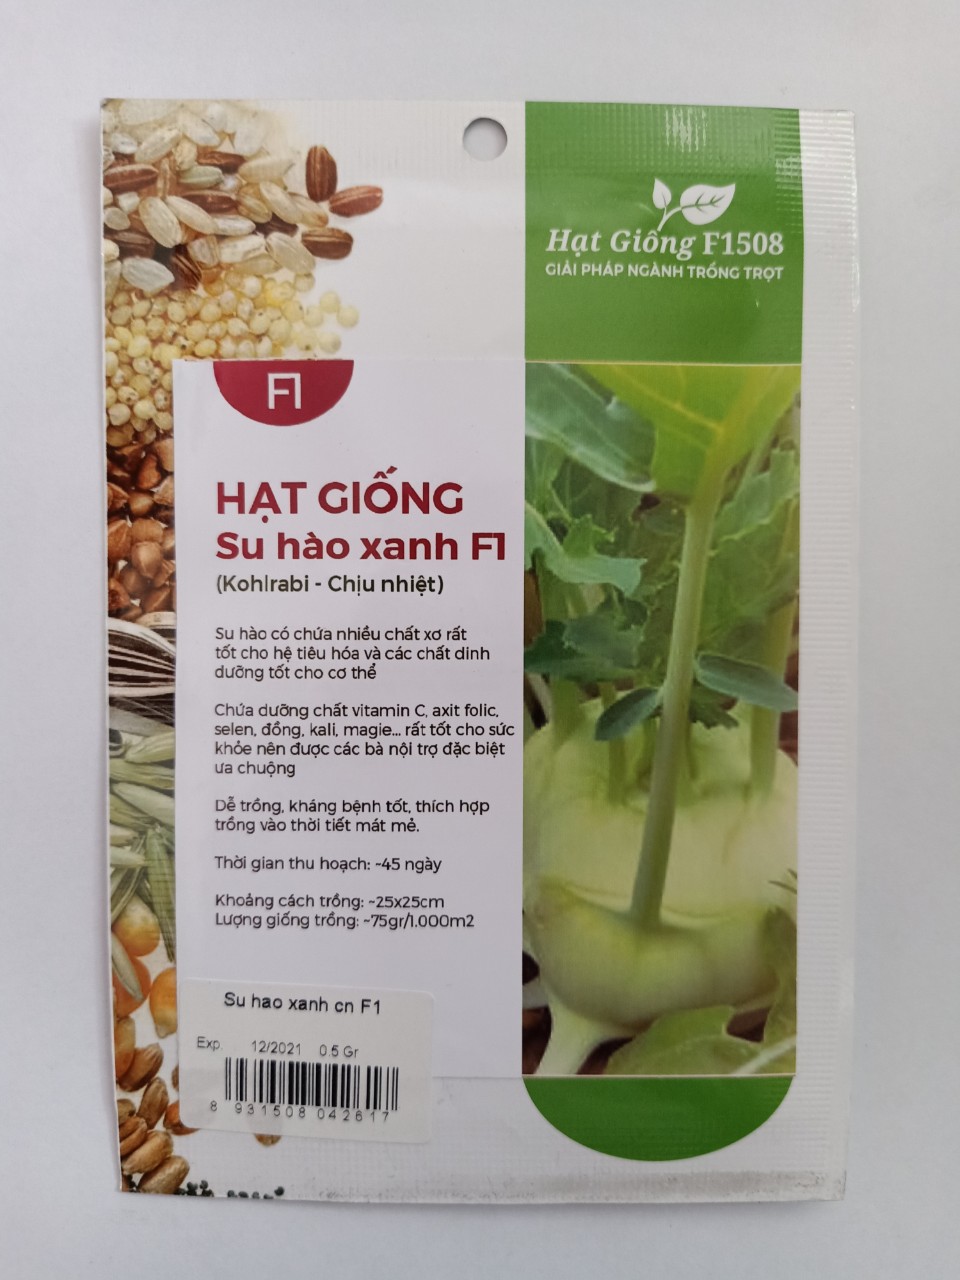 Hạt Giống F1508
GIẢI PHÁP NGÀNH TRỒNG TRỌT
F1
HẠT GIỐNG
Su hào xanh F1
(Kohlrabi - Chịu nhiệt)
Su hào có chứa nhiều chất xơ rất
tốt cho hệ tiêu hóa và các chất dinh
dưỡng tốt cho cơ thể
Chứa dưỡng chất vitamin C, axit folic,
selen, đồng, kali, magie... rất tốt cho sức
khỏe nên được các bà nội trợ đặc biệt
ưa chuộng
Dễ trồng, kháng bệnh tốt, thích hợp
trồng vào thời tiết mát mẻ.
Thời gian thu hoạch: ~45 ngày
Khoảng cách trồng: ~25x25cm
Lượng giống trồng: ~75gr/1.000m2
Su hao xanh cn F1
Exp. 12/2021 0.5 Gr
8 931508 042617